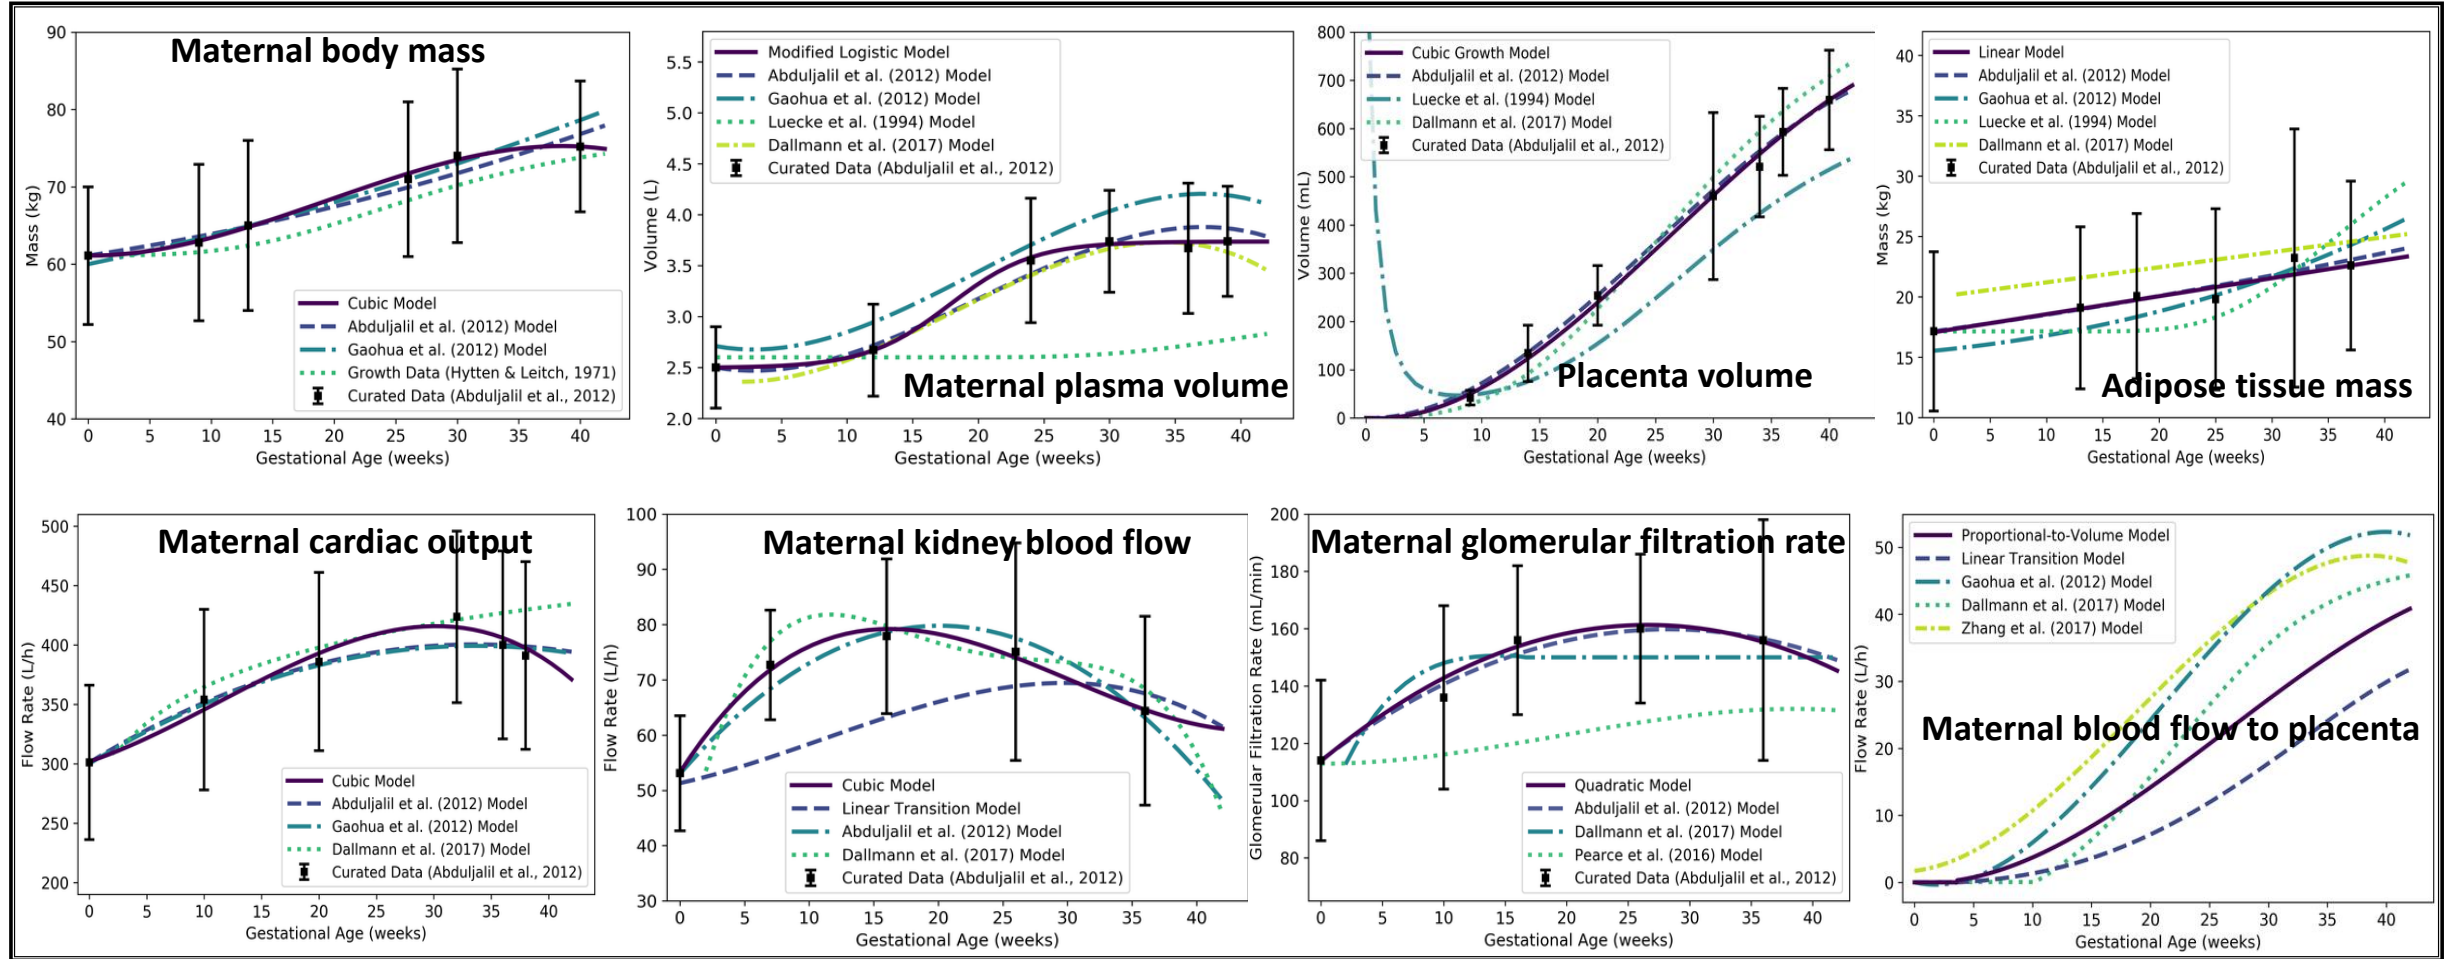 Maternal body mass
90
80
70
60
50
40
Mass (kg)
0 5 10 15 20 25 30 35 40
Gestational Age (weeks)
Cubic Model
Abduljalil et al. (2012) Model
Gaohua et al. (2012) Model
Growth Data (Hytten & Leitch, 1971)
Curated Data (Abduljalil et al., 2012)
Maternal plasma volume
5.5
5.0
4.5
4.0
3.5
3.0
2.5
2.0
Volume (L)
0 5 10 15 20 25 30 35 40
Gestational Age (weeks)
Modified Logistic Model
Abduljalil et al. (2012) Model
Gaohua et al. (2012) Model
Luecke et al. (1994) Model
Dallmann et al. (2017) Model
Curated Data (Abduljalil et al., 2012)
Placenta volume
800
700
600
500
400
300
200
100
0
Volume (mL)
0 5 10 15 20 25 30 35 40
Gestational Age (weeks)
Cubic Growth Model
Abduljalil et al. (2012) Model
Luecke et al. (1994) Model
Dallmann et al. (2017) Model
Curated Data (Abduljalil et al., 2012)
Adipose tissue mass
40
35
30
25
20
15
10
Mass (kg)
0 5 10 15 20 25 30 35 40
Gestational Age (weeks)
Linear Model
Abduljalil et al. (2012) Model
Gaohua et al. (2012) Model
Luecke et al. (1994) Model
Dallmann et al. (2017) Model
Curated Data (Abduljalil et al., 2012)
Maternal cardiac output
500
450
400
350
300
250
200
Flow Rate (L/h)
0 5 10 15 20 25 30 35 40
Gestational Age (weeks)
Cubic Model
Abduljalil et al. (2012) Model
Gaohua et al. (2012) Model
Dallmann et al. (2017) Model
Curated Data (Abduljalil et al., 2012)
Maternal kidney blood flow
100
90
80
70
60
50
40
30
Flow Rate (L/h)
0 5 10 15 20 25 30 35 40
Gestational Age (weeks)
Cubic Model
Linear Transition Model
Abduljalil et al. (2012) Model
Dallmann et al. (2017) Model
Curated Data (Abduljalil et al., 2012)
Maternal glomerular filtration rate
200
180
160
140
120
100
80
Glomerular Filtration Rate (mL/min)
0 5 10 15 20 25 30 35 40
Gestational Age (weeks)
Quadratic Model
Abduljalil et al. (2012) Model
Dallmann et al. (2017) Model
Pearce et al. (2016) Model
Curated Data (Abduljalil et al., 2012)
Maternal blood flow to placenta
50
40
30
20
10
0
Flow Rate (L/h)
0 5 10 15 20 25 30 35 40
Gestational Age (weeks)
Proportional-to-Volume Model
Linear Transition Model
Gaohua et al. (2012) Model
Dallmann et al. (2017) Model
Zhang et al. (2017) Model